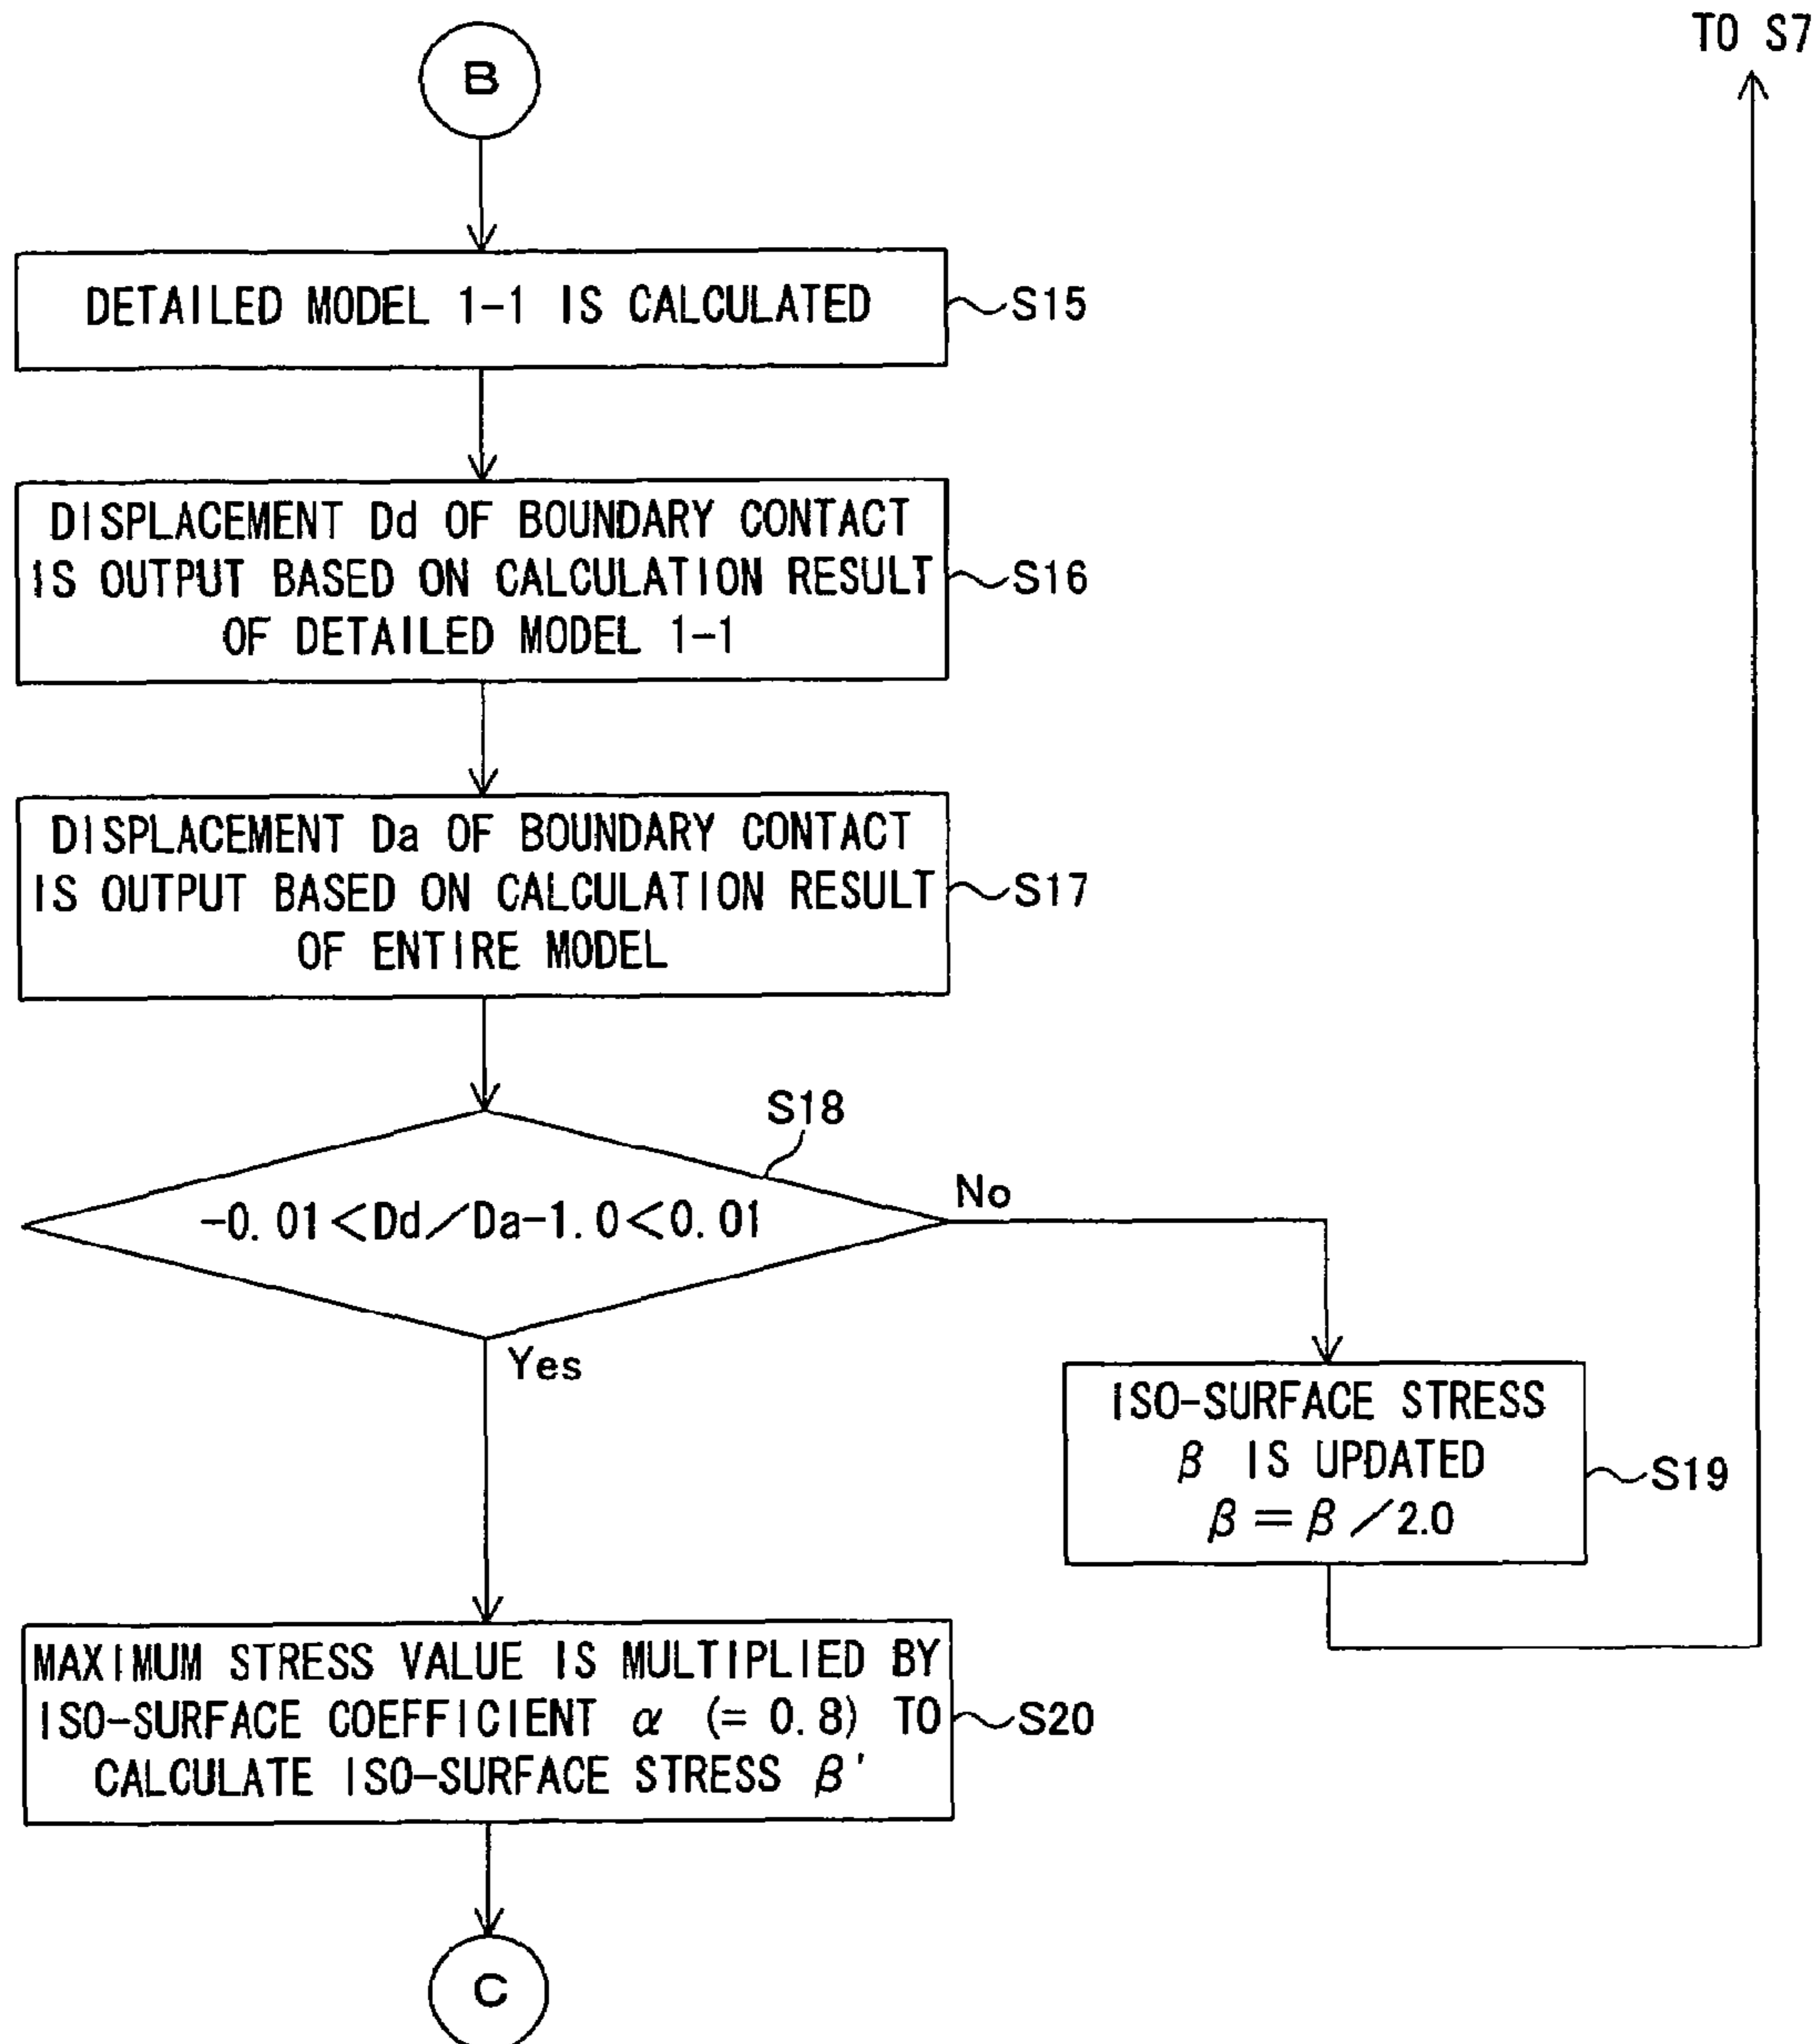 TO S7
B
DETAILED MODEL 1-1 IS CALCULATED
S15
DISPLACEMENT Dd OF BOUNDARY CONTACT
IS OUTPUT BASED ON CALCULATION RESULT
OF DETAILED MODEL 1-1
S16
DISPLACEMENT Da OF BOUNDARY CONTACT
IS OUTPUT BASED ON CALCULATION RESULT
OF ENTIRE MODEL
S17
S18
-0.01<Dd/Da-1.0<0.01
No
Yes
ISO-SURFACE STRESS
β IS UPDATED
β=β/2.0
S19
MAXIMUM STRESS VALUE IS MULTIPLIED BY
ISO-SURFACE COEFFICIENT α (= 0.8) TO
CALCULATE ISO-SURFACE STRESS β'
S20
C